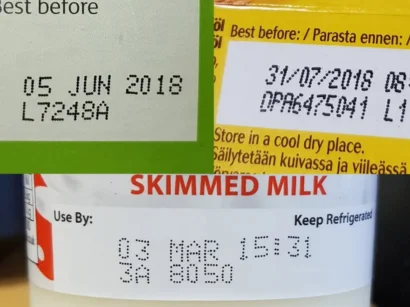 Best before
05 JUN 2018
L7248A
Best before: / Parasta ennen: /
31/07/2018 08
DPA6475041 L1
Store in a cool dry place.
Säilytetään kuivassa ja viileässä
SKIMMED MILK
Use By:
Keep Refrigerated
03 MAR 15:31
3A 8050